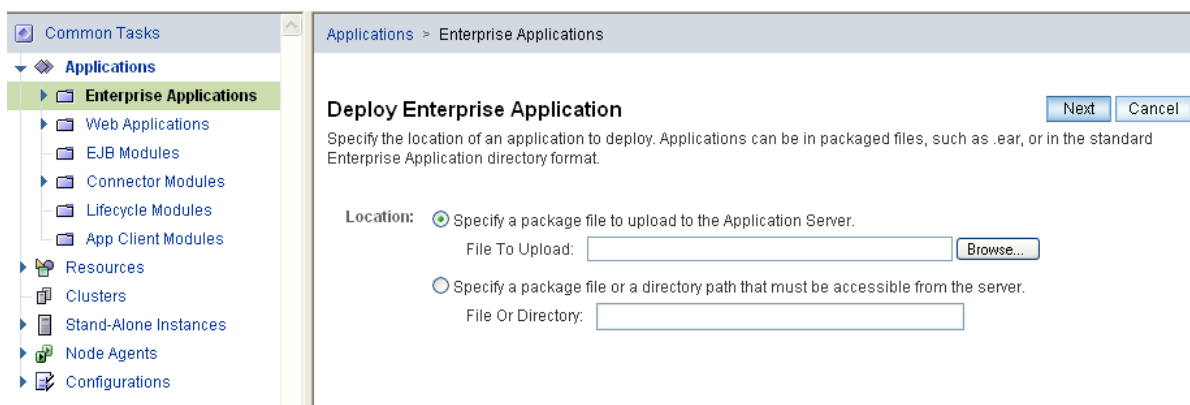 Common Tasks
Applications
Enterprise Applications
Web Applications
EJB Modules
Connector Modules
Lifecycle Modules
App Client Modules
Resources
Clusters
Stand-Alone Instances
Node Agents
Configurations
Applications > Enterprise Applications
Deploy Enterprise Application
Next Cancel
Specify the location of an application to deploy. Applications can be in packaged files, such as .ear, or in the standard
Enterprise Application directory format.
Location: Specify a package file to upload to the Application Server.
File To Upload: Browse...
Specify a package file or a directory path that must be accessible from the server.
File Or Directory: